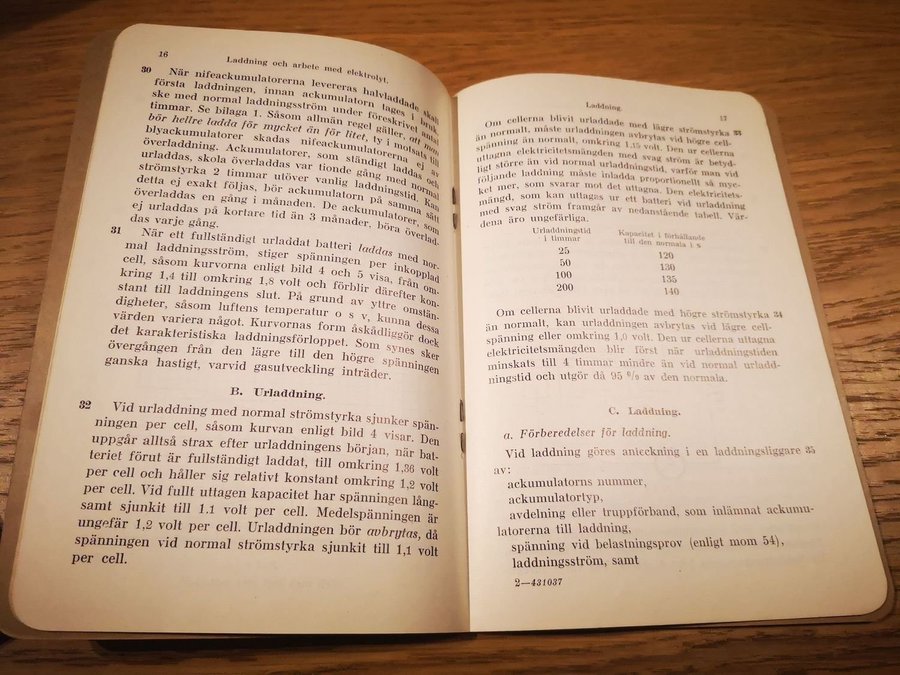 16
Laddning och arbete med elektrolyt.
30 När nifeackumulatorerna levereras halvladdade skall
första laddningen, innan ackumulatorn tages i bruk,
ske med normal laddningsström under föreskrivet antal
timmar. Se bilaga 1. Såsom allmän regel gäller, att man
bör hellre ladda för mycket än för litet, ty i motsats till
blyackumulatorer skadas nifeackumulatorerna ej av
överladdning. Ackumulatorer, som ständigt laddas och
urladdas, skola överladdas var tionde gång med normal
strömstyrka 2 timmar utöver vanlig laddningstid. Kan
detta ej exakt följas, bör ackumulatorn på samma sätt
överladdas en gång i månaden. De ackumulatorer, som
ej urladdas på kortare tid än 3 månader, böra överlad-
das varje gång.
31 När ett fullständigt urladdat batteri laddas med nor-
mal laddningsström, stiger spänningen per inkopplad
cell, såsom kurvorna enligt bild 4 och 5 visa, från om-
kring 1,4 till omkring 1,8 volt och förblir därefter kon-
stant till laddningens slut. På grund av yttre omstän-
digheter, såsom luftens temperatur o s v, kunna dessa
värden variera något. Kurvornas form åskådliggör dock
det karakteristiska laddningsförloppet. Som synes sker
övergången från den lägre till den högre spänningen
ganska hastigt, varvid gasutveckling inträder.
B. Urladdning.
32 Vid urladdning med normal strömstyrka sjunker spän-
ningen per cell, såsom kurvan enligt bild 4 visar. Den
uppgår alltså strax efter urladdningens början, när bat-
teriet förut är fullständigt laddat, till omkring 1,36 volt
per cell och håller sig relativt konstant omkring 1,2 volt
per cell. Vid fullt uttagen kapacitet har spänningen lång-
samt sjunkit till 1.1 volt per cell. Medelspänningen är
ungefär 1,2 volt per cell. Urladdningen bör avbrytas, då
spänningen vid normal strömstyrka sjunkit till 1,1 volt
per cell.
Laddning
17
Om cellerna blivit urladdade med lägre strömstyrka 33
än normalt, måste urladdningen avbrytas vid högre cell-
spänning än normalt, omkring 1,15 volt. Den ur cellerna
uttagna elektricitetsmängden med svag ström är betyd-
ligt större än vid normal urladdningstid, varför man vid
följande laddning måste inladda proportionellt så myc-
ket mer, som svarar mot det uttagna. Den elektricitets-
mängd, som kan uttagas ur ett batteri vid urladdning
med svag ström framgår av nedanstående tabell. Vär-
dena äro ungefärliga.
Urladdningstid Kapacitet i förhållande
i timmar till den normala i %
25 120
50 130
100 135
200 140
Om cellerna blivit urladdade med högre strömstyrka 34
än normalt, kan urladdningen avbrytas vid lägre cell-
spänning eller omkring 1,0 volt. Den ur cellerna uttagna
elektricitetsmängden blir först när urladdningstiden
minskats till 4 timmar mindre än vid normal urladd-
ningstid och utgör då 95 % av den normala.
C. Laddning.
a. Förberedelser för laddning.
Vid laddning göres anteckning i en laddningsliggare 35
av:
ackumulatorns nummer,
ackumulatortyp,
avdelning eller truppförband, som inlämnat ackumu-
latorerna till laddning,
spänning vid belastningsprov (enligt mom 54),
laddningsström, samt
2—431037